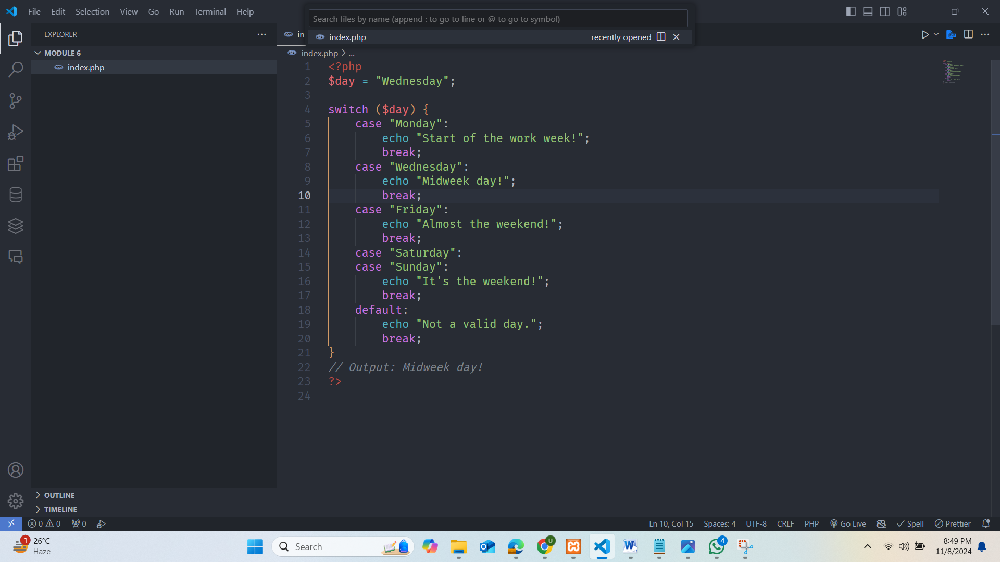 File Edit Selection View Go Run Terminal Help
Search files by name (append : to go to line or @ to go to symbol)
index.php recently opened
EXPLORER
in
MODULE 6
index.php
index.php > ...
1 <?php
2 $day = "Wednesday";
3
4 switch ($day) {
5 case "Monday":
6 echo "Start of the work week!";
7 break;
8 case "Wednesday":
9 echo "Midweek day!";
10 break;
11 case "Friday":
12 echo "Almost the weekend!";
13 break;
14 case "Saturday":
15 case "Sunday":
16 echo "It's the weekend!";
17 break;
18 default:
19 echo "Not a valid day.";
20 break;
21 }
22 // Output: Midweek day!
23 ?>
24
OUTLINE
TIMELINE
0 0 0 Ln 10, Col 15 Spaces: 4 UTF-8 CRLF PHP Go Live Spell Prettier
1 26°C
Haze
Search
U
4
8:49 PM
11/8/2024